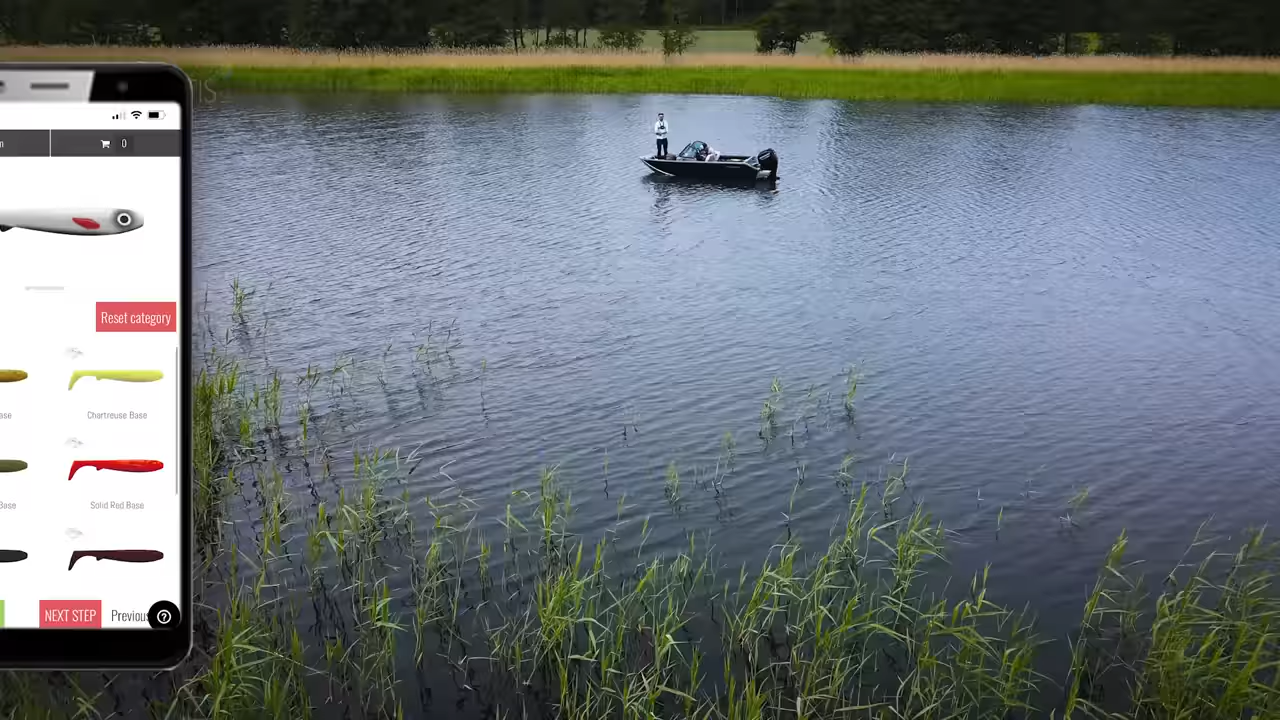 0
Reset category
Chartreuse Base
Solid Red Base
NEXT STEP
Previous